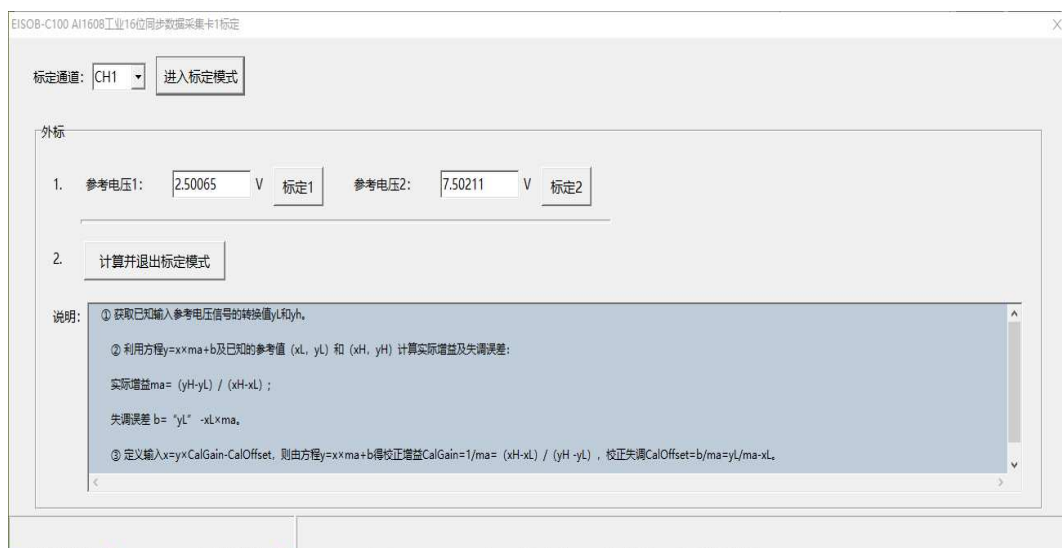 EISOB-C100 AI1608工业16位同步数据采集卡1标定
标定通道： CH1 进入标定模式
外标
1. 参考电压1： 2.50065 V 标定1 参考电压2： 7.50211 V 标定2
2. 计算并退出标定模式
说明： ① 获取已知输入参考电压信号的转换值yL和yh。
② 利用方程y=x×ma+b及已知的参考值（xL, yL）和（xH, yH）计算实际增益及失调误差：
实际增益ma=（yH-yL）/（xH-xL）;
失调误差 b= “yL” -xL×ma。
③ 定义输入x=y×CalGain-CalOffset, 则由方程y=x×ma+b得校正增益CalGain=1/ma=（xH-xL）/（yH -yL）, 校正失调CalOffset=b/ma=yL/ma-xL。